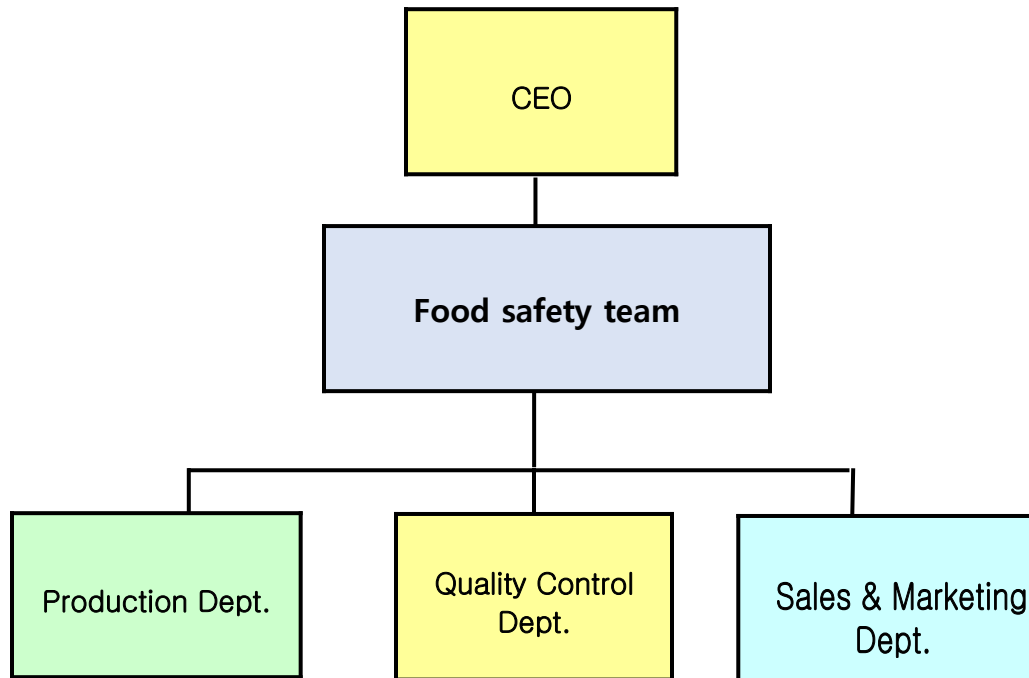 CEO
Food safety team
Production Dept.
Quality Control
Dept.
Sales & Marketing
Dept.